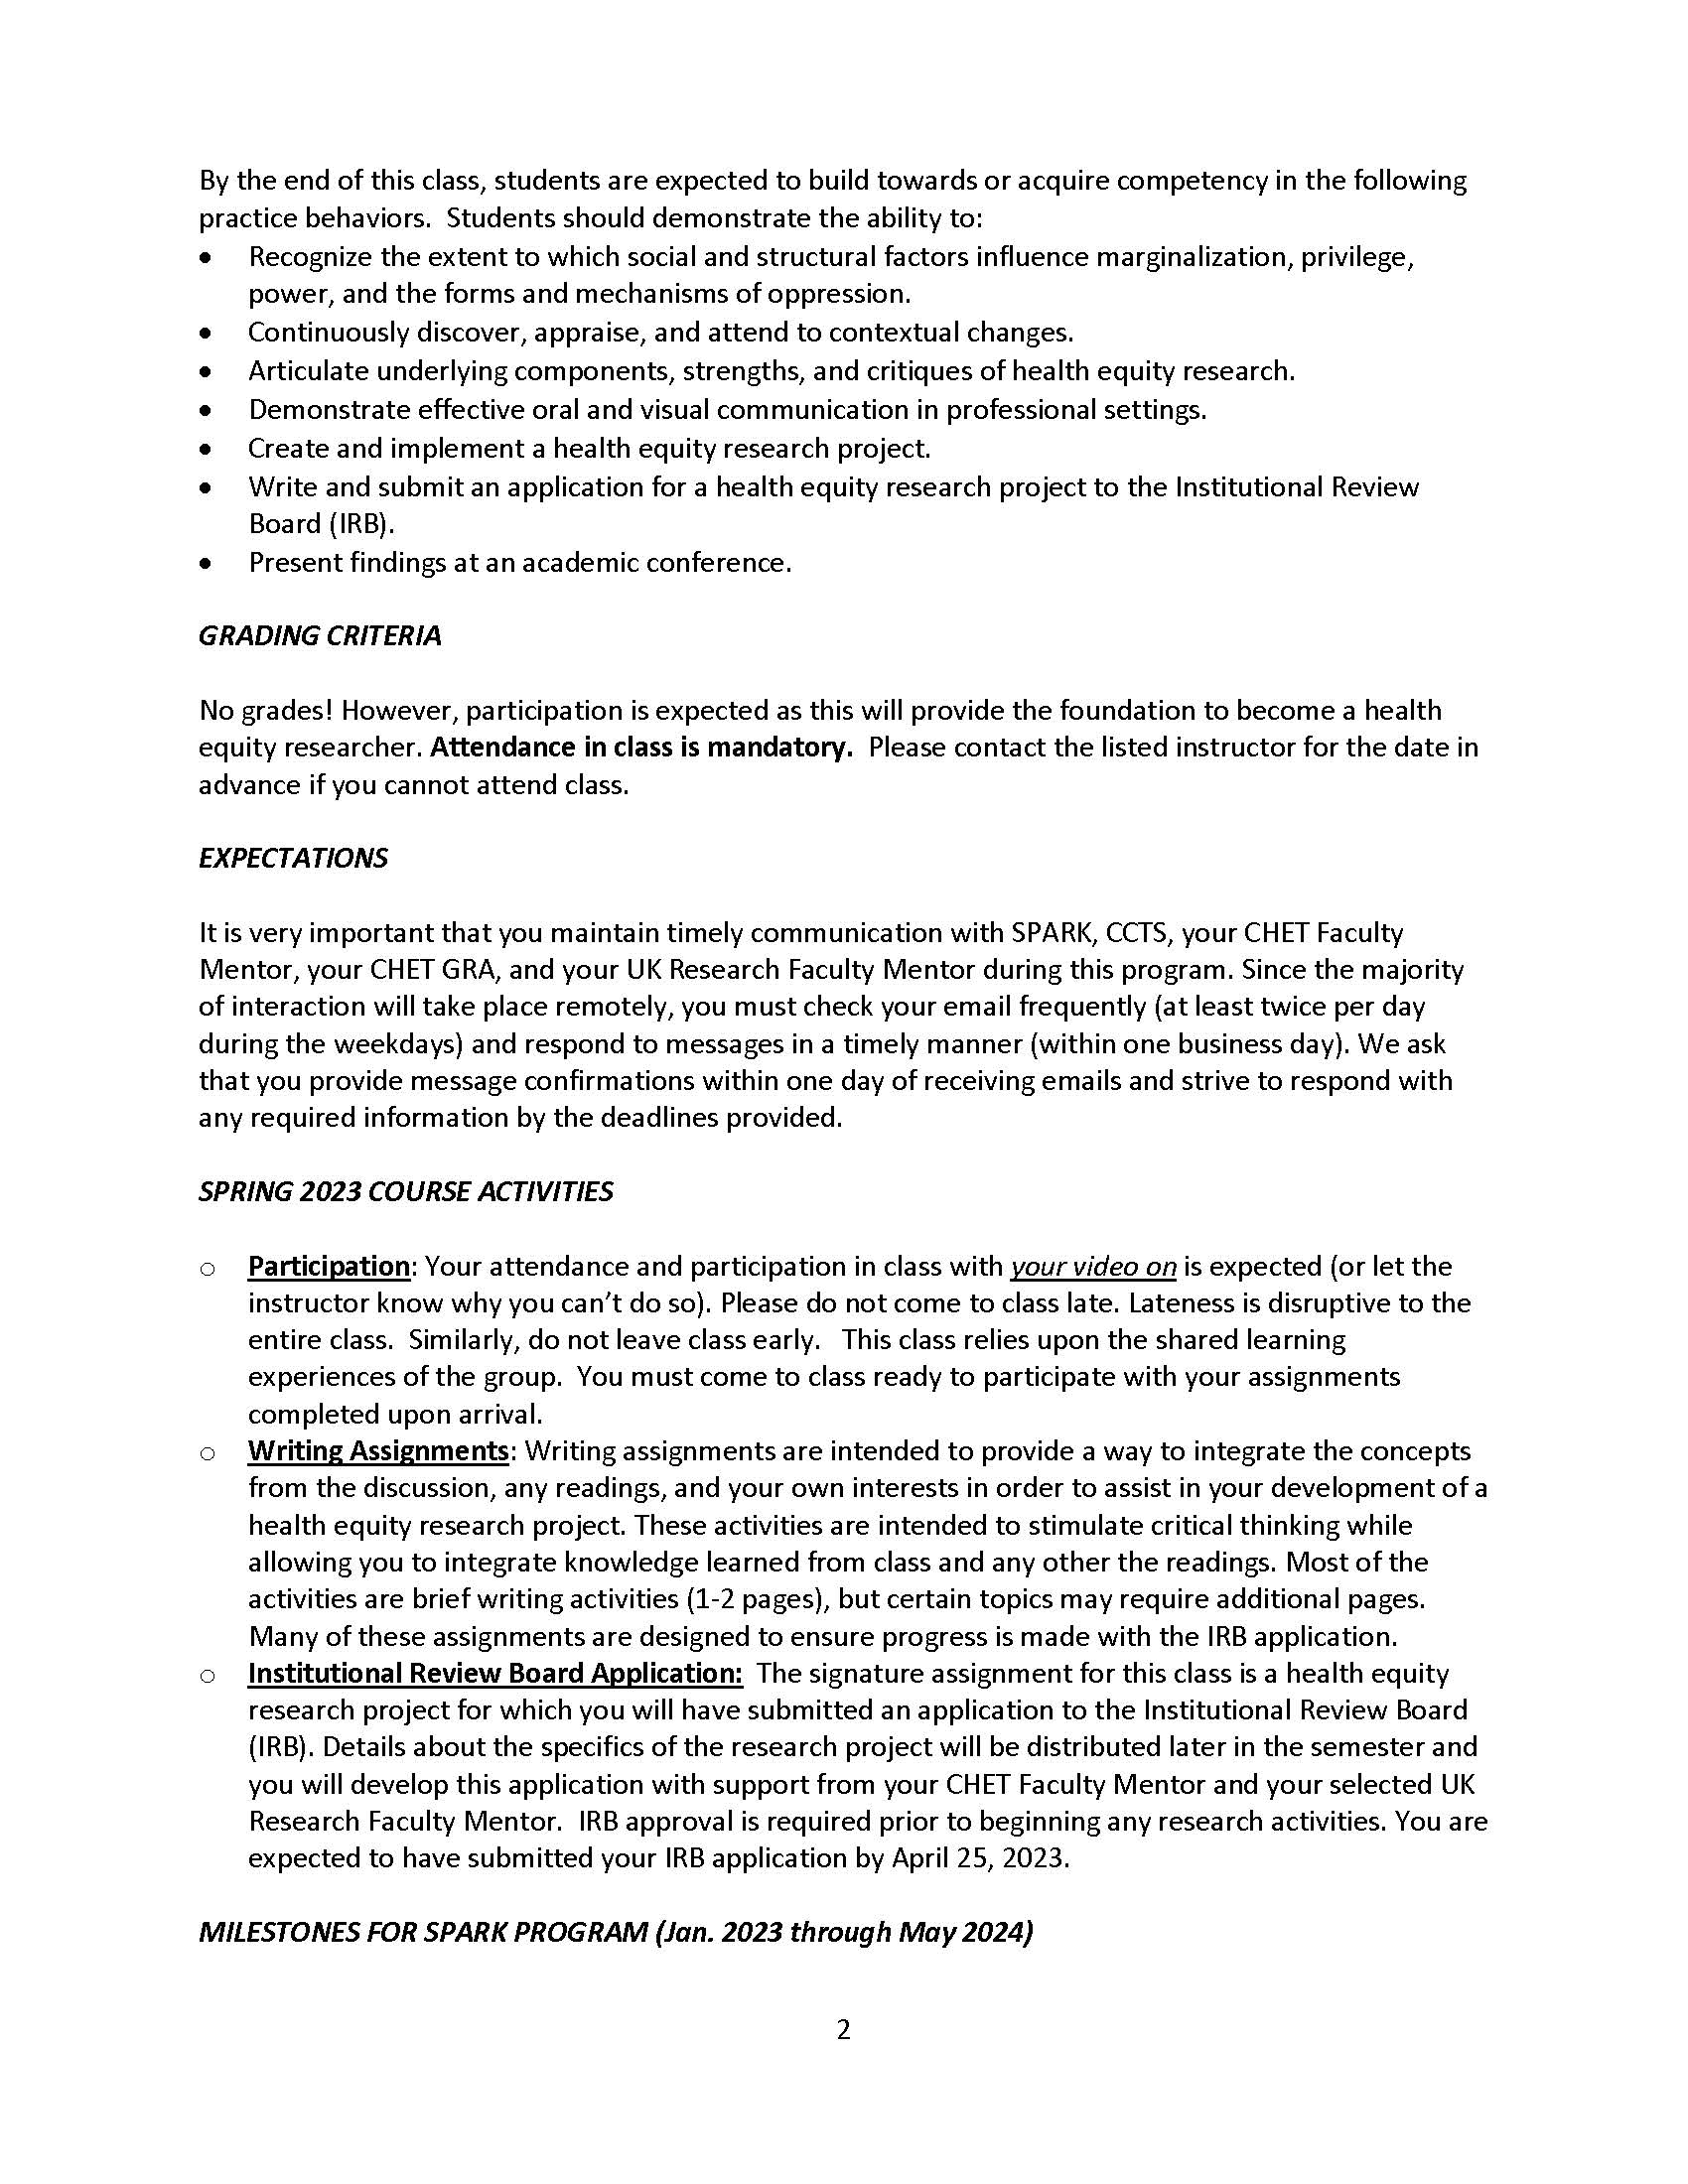 By the end of this class, students are expected to build towards or acquire competency in the following
practice behaviors.  Students should demonstrate the ability to:
• Recognize the extent to which social and structural factors influence marginalization, privilege,
power, and the forms and mechanisms of oppression.
• Continuously discover, appraise, and attend to contextual changes.
• Articulate underlying components, strengths, and critiques of health equity research.
• Demonstrate effective oral and visual communication in professional settings.
• Create and implement a health equity research project.
• Write and submit an application for a health equity research project to the Institutional Review
Board (IRB).
• Present findings at an academic conference.
GRADING CRITERIA
No grades! However, participation is expected as this will provide the foundation to become a health
equity researcher. Attendance in class is mandatory.  Please contact the listed instructor for the date in
advance if you cannot attend class.
EXPECTATIONS
It is very important that you maintain timely communication with SPARK, CCTS, your CHET Faculty
Mentor, your CHET GRA, and your UK Research Faculty Mentor during this program. Since the majority
of interaction will take place remotely, you must check your email frequently (at least twice per day
during the weekdays) and respond to messages in a timely manner (within one business day). We ask
that you provide message confirmations within one day of receiving emails and strive to respond with
any required information by the deadlines provided.
SPRING 2023 COURSE ACTIVITIES
o Participation: Your attendance and participation in class with your video on is expected (or let the
instructor know why you can’t do so). Please do not come to class late. Lateness is disruptive to the
entire class.  Similarly, do not leave class early.   This class relies upon the shared learning
experiences of the group.  You must come to class ready to participate with your assignments
completed upon arrival.
o Writing Assignments: Writing assignments are intended to provide a way to integrate the concepts
from the discussion, any readings, and your own interests in order to assist in your development of a
health equity research project. These activities are intended to stimulate critical thinking while
allowing you to integrate knowledge learned from class and any other the readings. Most of the
activities are brief writing activities (1-2 pages), but certain topics may require additional pages.
Many of these assignments are designed to ensure progress is made with the IRB application.
o Institutional Review Board Application:  The signature assignment for this class is a health equity
research project for which you will have submitted an application to the Institutional Review Board
(IRB). Details about the specifics of the research project will be distributed later in the semester and
you will develop this application with support from your CHET Faculty Mentor and your selected UK
Research Faculty Mentor.  IRB approval is required prior to beginning any research activities. You are
expected to have submitted your IRB application by April 25, 2023.
MILESTONES FOR SPARK PROGRAM (Jan. 2023 through May 2024)
2